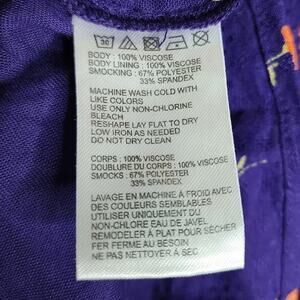 30
BODY : 100% VISCOSE
BODY LINING : 100% VISCOSE
SMOCKING : 67% POLYESTER
33% SPANDEX
MACHINE WASH COLD WITH
LIKE COLORS
USE ONLY NON-CHLORINE
BLEACH
RESHAPE LAY FLAT TO DRY
LOW IRON AS NEEDED
DO NOT DRY CLEAN
CORPS : 100% VISCOSE
DOUBLURE DU CORPS : 100% VISCOSE
SMOCKS : 67% POLYESTER
33% SPANDEX
LAVAGE EN MACHINE À FROID AVEC
DES COULEURS SEMBLABLES
UTILISER UNIQUEMENT DU
NON-CHLORE EAU DE JAVEL.
REMODELER LAY PLAT POUR SÉCHER
FER FERME AU BESOIN
NE PAS NETTOYER À SEC